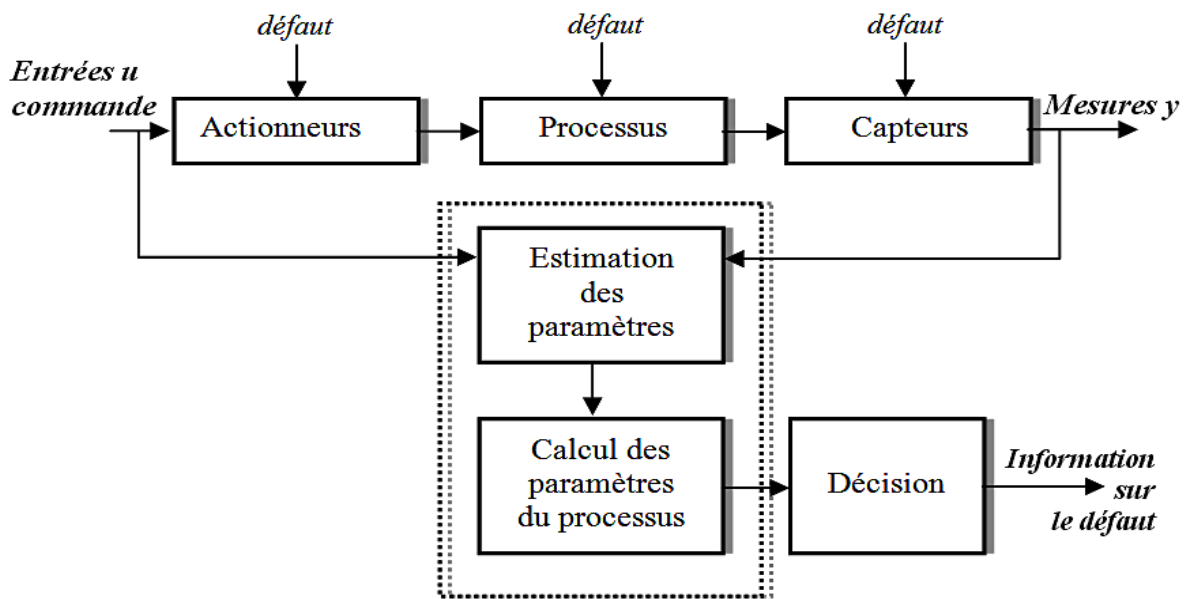 défaut
défaut
défaut
Entrées u
commande
Actionneurs
Processus
Capteurs
Mesures y
Estimation
des
paramètres
Calcul des
paramètres
du processus
Décision
Information
sur
le défaut